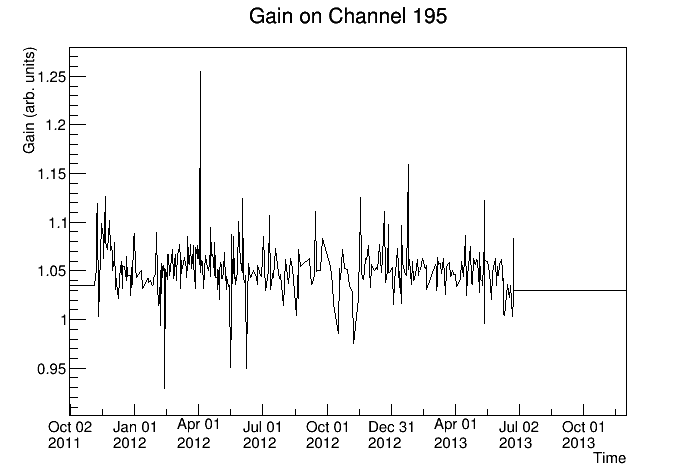 Gain on Channel 195
Gain (arb. units)
1.25
1.2
1.15
1.1
1.05
1
0.95
Oct 02 Jan 01 Apr 01 Jul 01 Oct 01 Dec 31 Apr 01 Jul 02 Oct 01
2011 2012 2012 2012 2012 2012 2013 2013 2013
Time